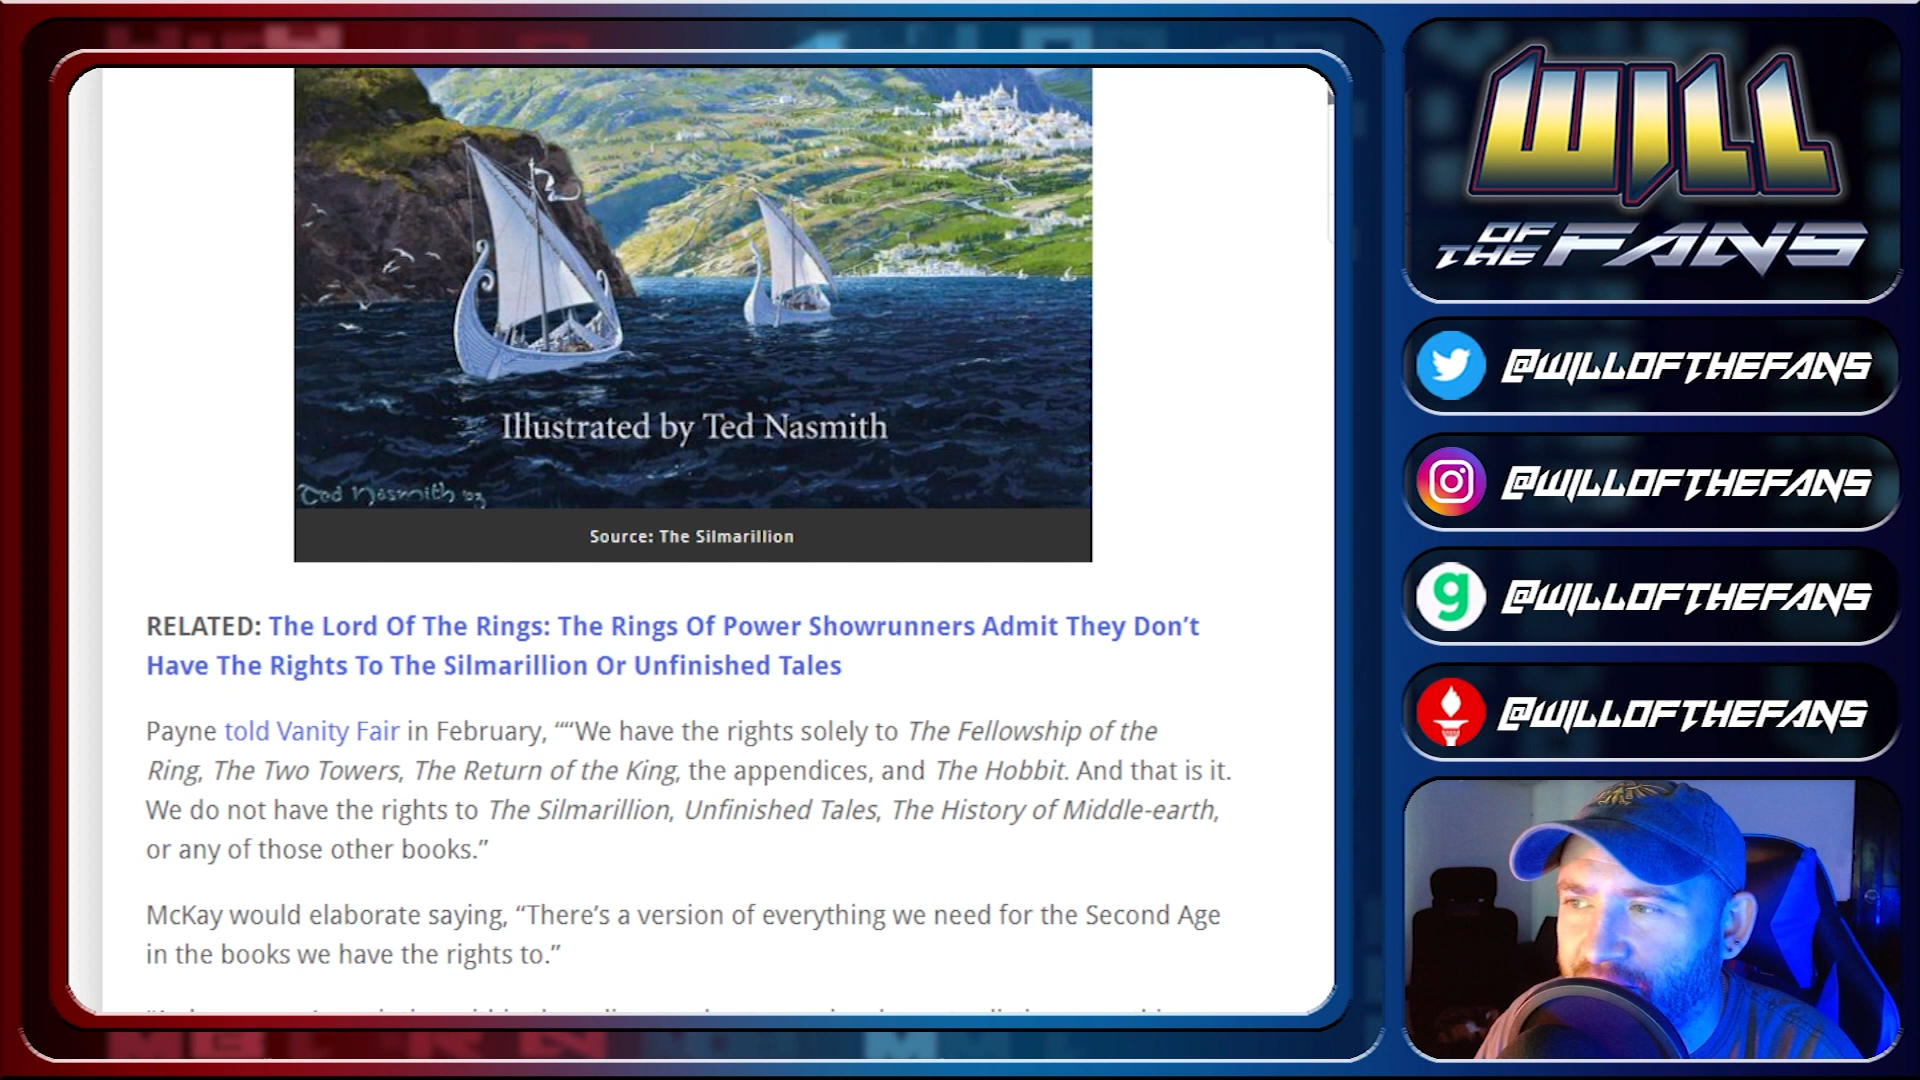 Illustrated by Ted Nasmith
Ted Nasmith '03
Source: The Silmarillion
RELATED: The Lord Of The Rings: The Rings Of Power Showrunners Admit They Don’t
Have The Rights To The Silmarillion Or Unfinished Tales
Payne told Vanity Fair in February, ““We have the rights solely to The Fellowship of the
Ring, The Two Towers, The Return of the King, the appendices, and The Hobbit. And that is it.
We do not have the rights to The Silmarillion, Unfinished Tales, The History of Middle-earth,
or any of those other books.”
McKay would elaborate saying, “There’s a version of everything we need for the Second Age
in the books we have the rights to.”
WILL
OF
THE FANS
@WILLOFTHEFANS
@WILLOFTHEFANS
g
@WILLOFTHEFANS
@WILLOFTHEFANS